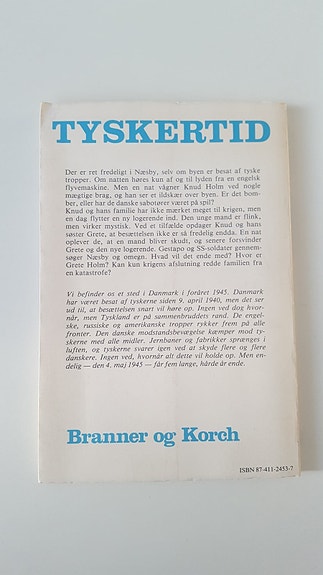 TYSKERTID
Der er ret fredeligt i Næsby, selv om byen er besat af tyske
tropper. Om natten høres kun af og til lyden fra en engelsk
flyvemaskine. Men en nat vågner Knud Holm ved nogle
mægtige brag, og han ser et ildskær over byen. Er det bom-
ber, eller har de danske sabotører været på spil?
Knud og hans familie har ikke mærket meget til krigen, men
en dag flytter en ny logerende ind. Den unge mand er flink,
men virker mystisk. Ved et tilfælde opdager Knud og hans
søster Grete, at besættelsen ikke er så fredelig endda. En nat
oplever de, at en mand bliver skudt, og senere forsvinder
Grete og den nye logerende. Gestapo og SS-soldater gennem-
søger Næsby og omegn. Hvad vil det ende med? Hvor er
Grete Holm? Kan kun krigens afslutning redde familien fra
en katastrofe?
Vi befinder os et sted i Danmark i foråret 1945. Danmark
har været besat af tyskerne siden 9. april 1940, men det ser
ud til, at besættelsen snart vil høre op. Ingen ved dog hvor-
når, men Tyskland er på sammenbruddets rand. De engel-
ske, russiske og amerikanske tropper rykker frem på alle
fronter. Den danske modstandsbevægelse kæmper mod ty-
skerne med alle midler. Jernbaner og fabrikker sprænges i
luften, og tyskerne svarer igen ved at skyde flere og flere
danskere. Ingen ved, hvornår alt dette vil holde op. Men en-
delig — den 4. maj 1945 — får fem lange, hårde år ende.
Branner og Korch
ISBN 87-411-2453-7